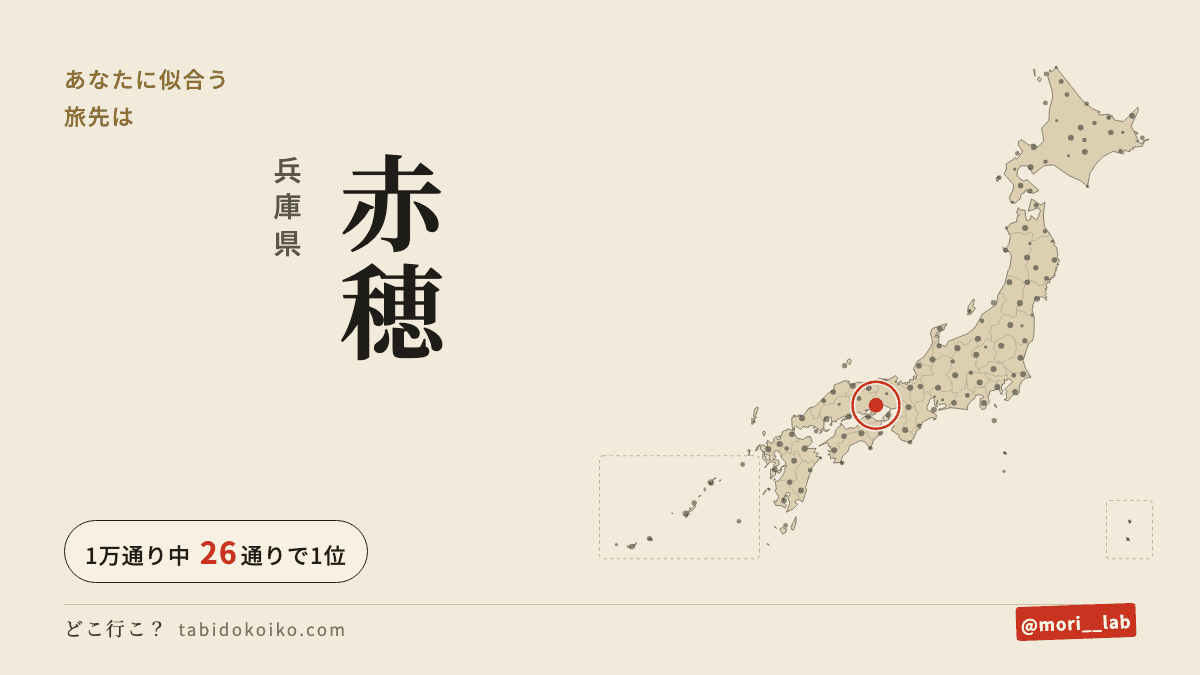 あなたに似合う
旅先は
赤穂
兵庫県
1万通り中 26通りで1位
どこ行こ？ tabidokoiko.com
@mori__lab